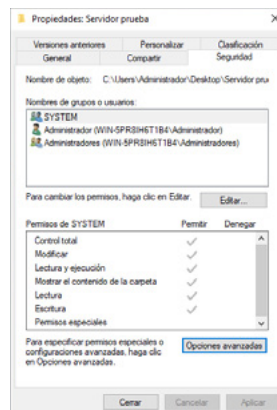 Propiedades: Servidor prueba
Versiones anteriores Personalizar Clasificación
General Compartir Seguridad
Nombre de objeto: C:\Users\Administrador\Desktop\Servidor prue
Nombres de grupos o usuarios:
SYSTEM
Administrador (WIN-5PR8IH6T1B4\Administrador)
Administradores (WIN-5PR8IH6T1B4\Administradores)
Para cambiar los permisos, haga clic en Editar.
Editar...
Permisos de SYSTEM Permitir Denegar
Control total
Modificar
Lectura y ejecución
Mostrar el contenido de la carpeta
Lectura
Escritura
Permisos especiales
Para especificar permisos especiales o
configuraciones avanzadas, haga clic
en Opciones avanzadas.
Opciones avanzadas
Cerrar Cancelar Aplicar